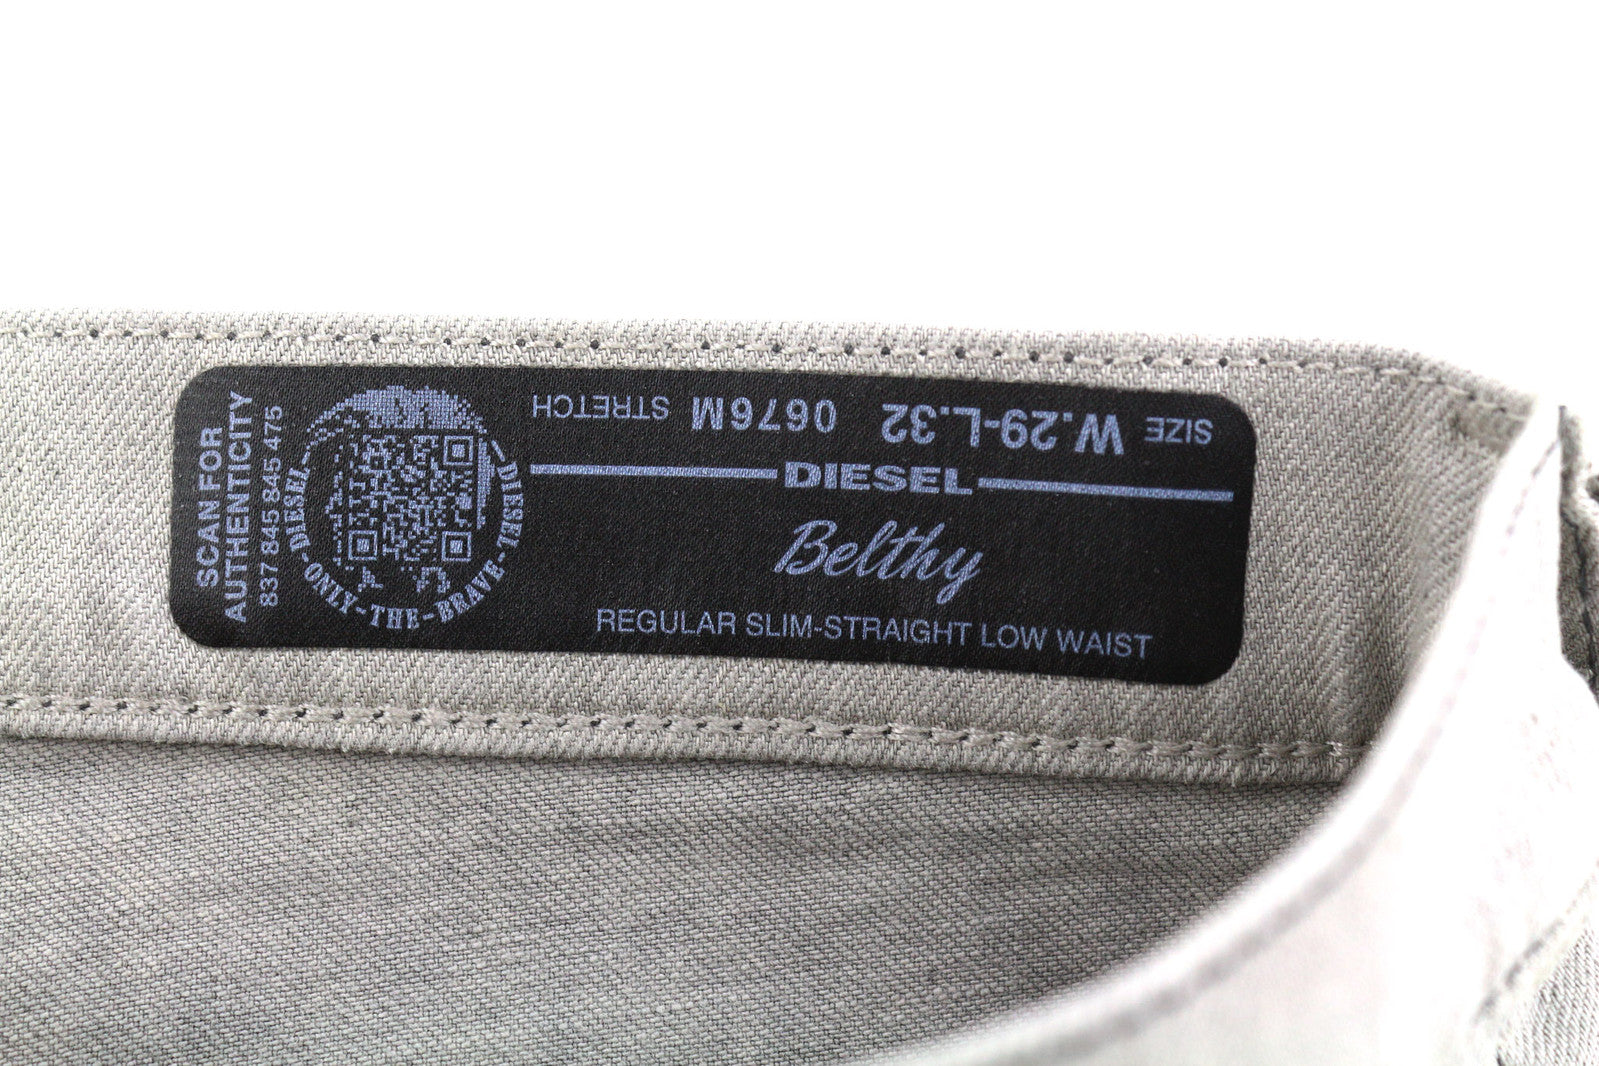 SCAN FOR
AUTHENTICITY
837 845 845 475
DIESEL-ONLY-THE-BRAVE-DIESEL
SIZE W.29-L.32 0676M STRETCH
DIESEL
Belthy
REGULAR SLIM-STRAIGHT LOW WAIST